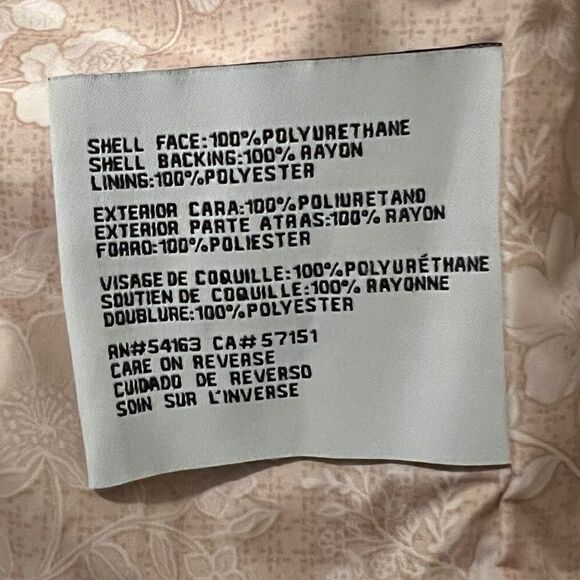 SHELL FACE:100%POLYURETHANE
SHELL BACKING:100% RAYON
LINING:100%POLYESTER
EXTERIOR CARA:100%POLIURETANO
EXTERIOR PARTE ATRAS:100% RAYON
FORRO:100%POLIESTER
VISAGE DE COQUILLE:100%POLYURÉTHANE
SOUTIEN DE COQUILLE:100% RAYONNE
DOUBLURE:100%POLYESTER
RN#54163 CA# 57151
CARE ON REVERSE
CUIDADO DE REVERSO
SOIN SUR L'INVERSE